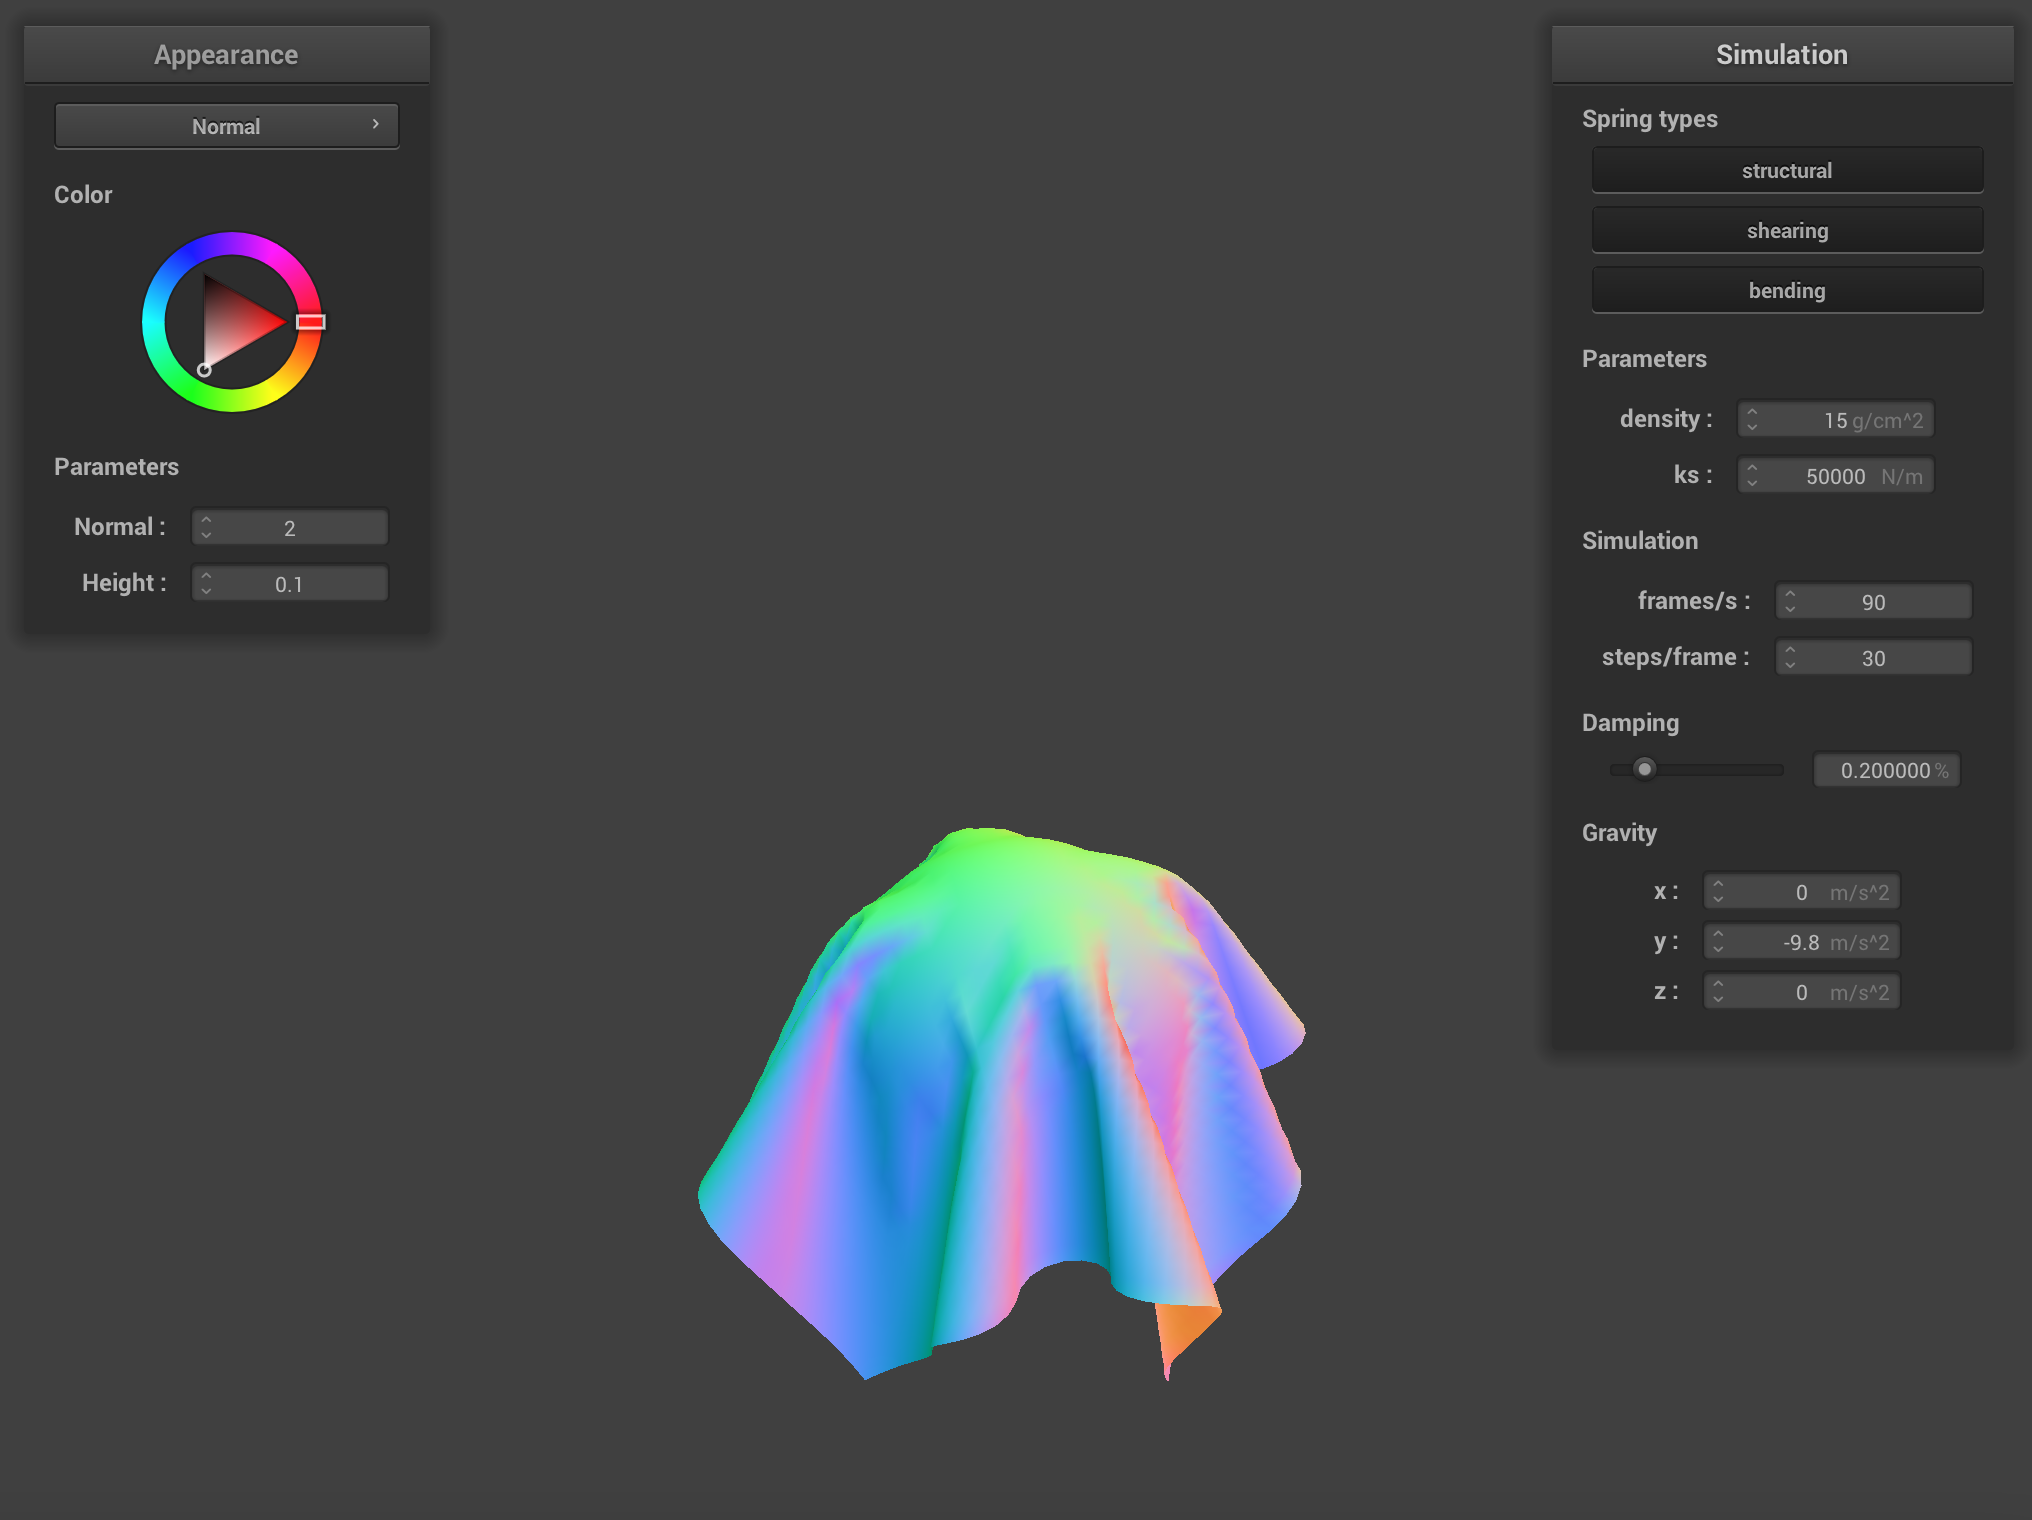 Appearance
Normal
Color
Parameters
Normal : 2
Height : 0.1
Simulation
Spring types
structural
shearing
bending
Parameters
density : 15 g/cm^2
ks : 50000 N/m
Simulation
frames/s : 90
steps/frame : 30
Damping
0.200000 %
Gravity
x : 0 m/s^2
y : -9.8 m/s^2
z : 0 m/s^2